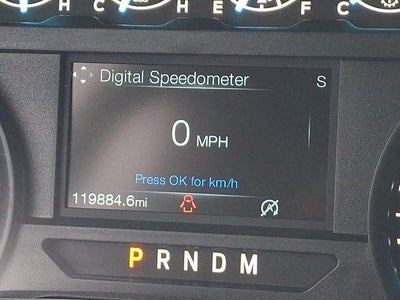 H C H E F C
Digital Speedometer S
0 MPH
Press OK for km/h
119884.6mi
P R N D M